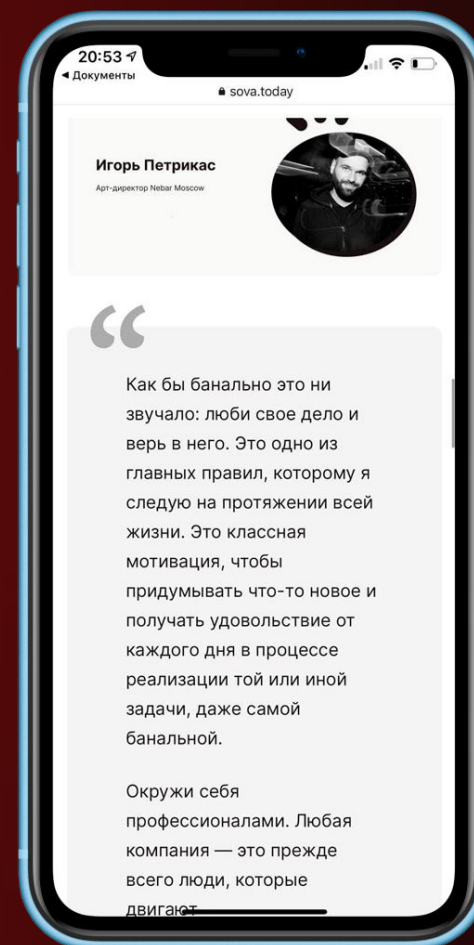 20:53
◀ Документы
sova.today
Игорь Петрикас
Арт-директор Nebar Moscow
“
Как бы банально это ни
звучало: люби свое дело и
верь в него. Это одно из
главных правил, которому я
следую на протяжении всей
жизни. Это классная
мотивация, чтобы
придумывать что-то новое и
получать удовольствие от
каждого дня в процессе
реализации той или иной
задачи, даже самой
банальной.
Окружи себя
профессионалами. Любая
компания — это прежде
всего люди, которые
двигают